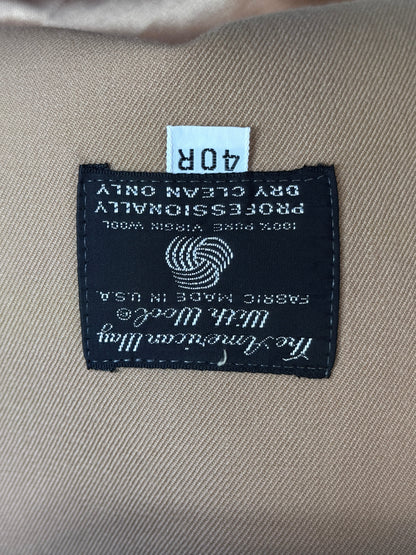 The American Way
With Wool®
FABRIC MADE IN U.S.A.
100% PURE VIRGIN WOOL
PROFESSIONALLY
DRY CLEAN ONLY
40R